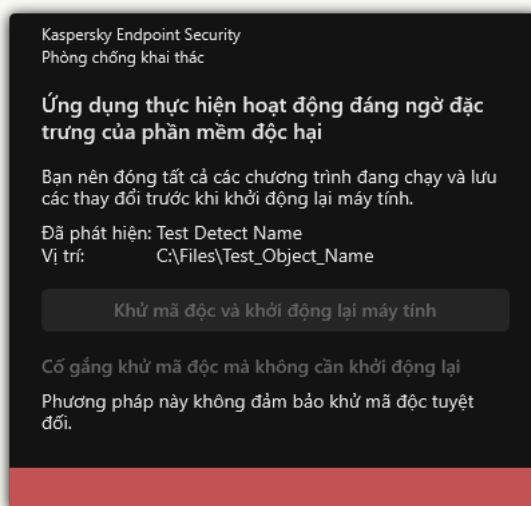 Kaspersky Endpoint Security
Phòng chống khai thác
Ứng dụng thực hiện hoạt động đáng ngờ đặc
trưng của phần mềm độc hại
Bạn nên đóng tất cả các chương trình đang chạy và lưu
các thay đổi trước khi khởi động lại máy tính.
Đã phát hiện: Test Detect Name
Vị trí: C:\Files\Test_Object_Name
Khử mã độc và khởi động lại máy tính
Cố gắng khử mã độc mà không cần khởi động lại
Phương pháp này không đảm bảo khử mã độc tuyệt
đối.